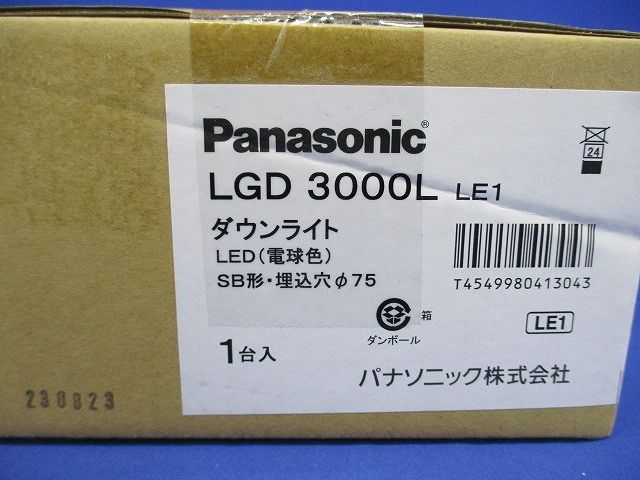 Panasonic®
LGD 3000L LE1
ダウンライト
LED(電球色)
SB形・埋込穴φ75
1台入
24
T4549980413043
LE1
箱
ダンボール
パナソニック株式会社
230823